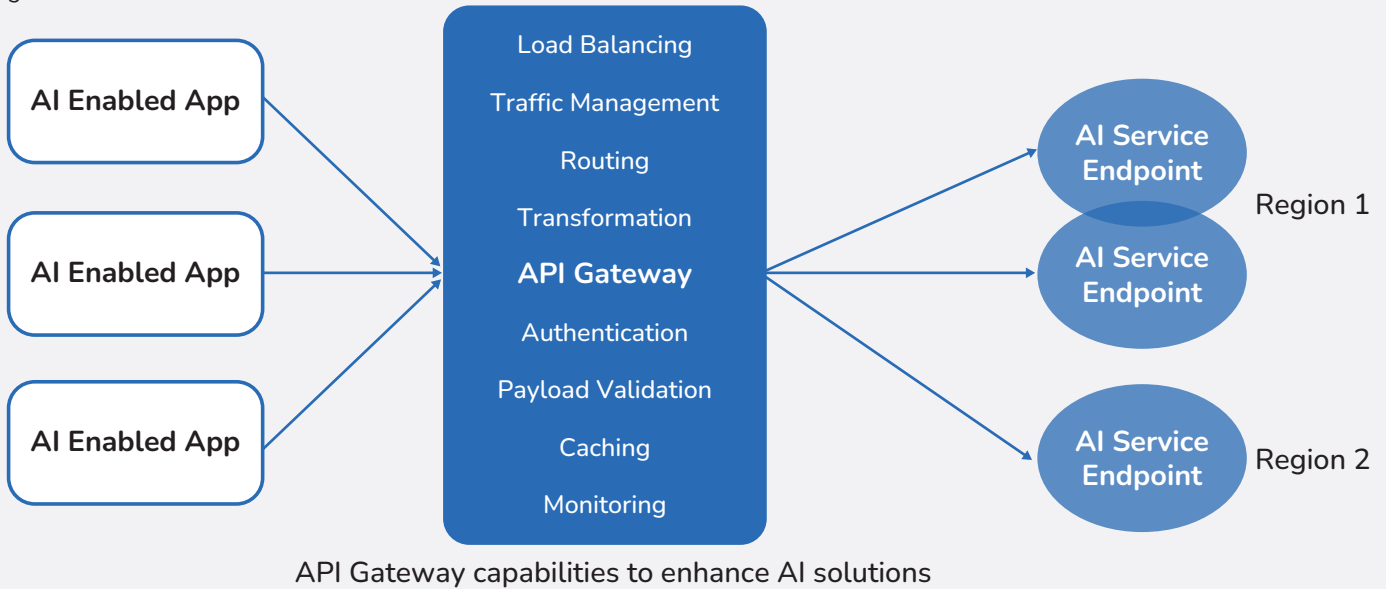 AI Enabled App
AI Enabled App
AI Enabled App
Load Balancing
Traffic Management
Routing
Transformation
API Gateway
Authentication
Payload Validation
Caching
Monitoring
AI Service
Endpoint
AI Service
Endpoint
Region 1
AI Service
Endpoint
Region 2
API Gateway capabilities to enhance AI solutions